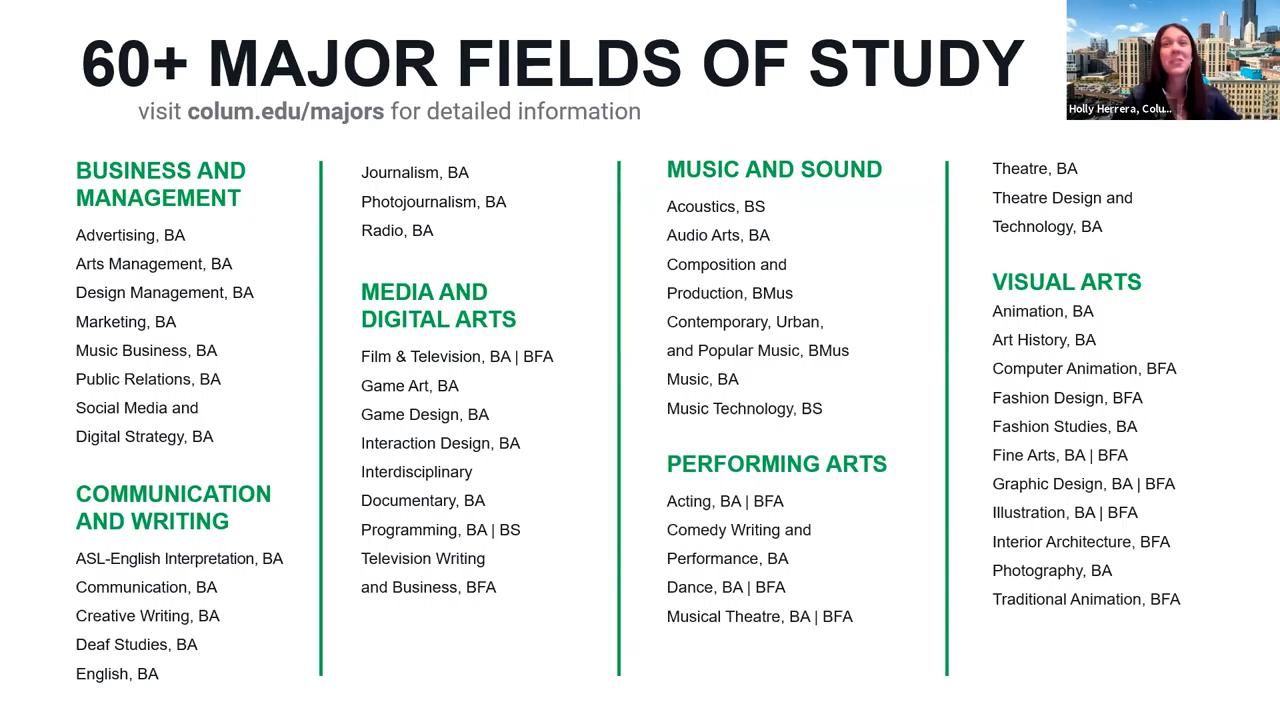 60+ MAJOR FIELDS OF STUDY
visit colum.edu/majors for detailed information
Holly Herrera, Colu...
BUSINESS AND
MANAGEMENT
Advertising, BA
Arts Management, BA
Design Management, BA
Marketing, BA
Music Business, BA
Public Relations, BA
Social Media and
Digital Strategy, BA
COMMUNICATION
AND WRITING
ASL-English Interpretation, BA
Communication, BA
Creative Writing, BA
Deaf Studies, BA
English, BA
Journalism, BA
Photojournalism, BA
Radio, BA
MEDIA AND
DIGITAL ARTS
Film & Television, BA | BFA
Game Art, BA
Game Design, BA
Interaction Design, BA
Interdisciplinary
Documentary, BA
Programming, BA | BS
Television Writing
and Business, BFA
MUSIC AND SOUND
Acoustics, BS
Audio Arts, BA
Composition and
Production, BMus
Contemporary, Urban,
and Popular Music, BMus
Music, BA
Music Technology, BS
PERFORMING ARTS
Acting, BA | BFA
Comedy Writing and
Performance, BA
Dance, BA | BFA
Musical Theatre, BA | BFA
Theatre, BA
Theatre Design and
Technology, BA
VISUAL ARTS
Animation, BA
Art History, BA
Computer Animation, BFA
Fashion Design, BFA
Fashion Studies, BA
Fine Arts, BA | BFA
Graphic Design, BA | BFA
Illustration, BA | BFA
Interior Architecture, BFA
Photography, BA
Traditional Animation, BFA